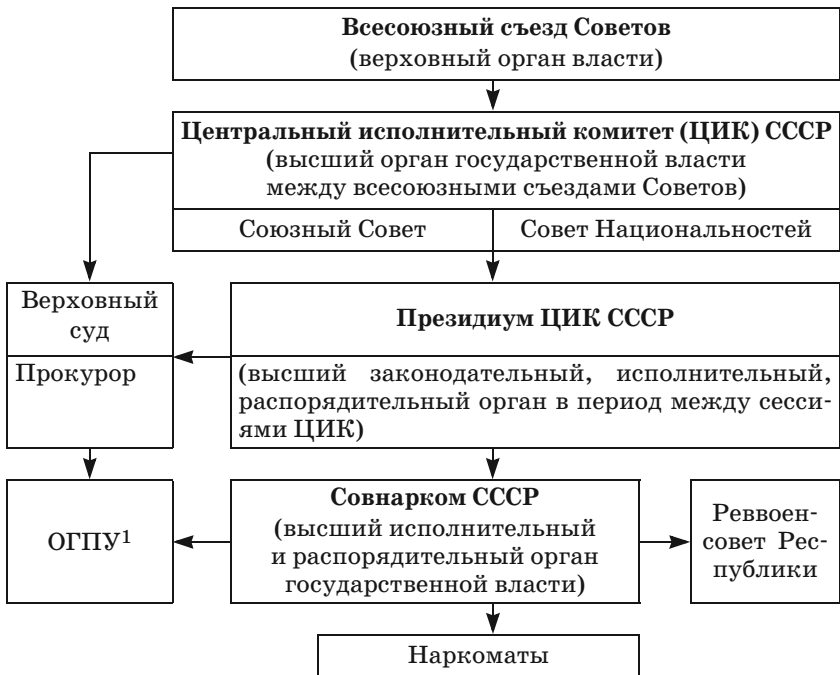 Всесоюзный съезд Советов
(верховный орган власти)
Центральный исполнительный комитет (ЦИК) СССР
(высший орган государственной власти
между всесоюзными съездами Советов)
Союзный Совет
Совет Национальностей
Верховный
суд
Прокурор
Президиум ЦИК СССР
(высший законодательный, исполнительный,
распорядительный орган в период между сесси-
ями ЦИК)
ОГПУ¹
Совнарком СССР
(высший исполнительный
и распорядительный орган
государственной власти)
Реввоен-
совет Рес-
публики
Наркоматы